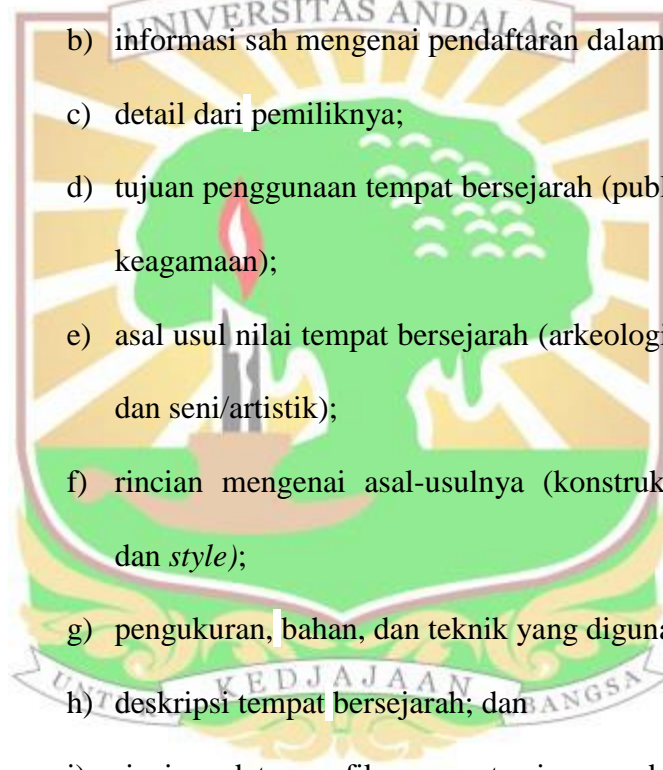 UNIVERSITAS ANDALAS
b) informasi sah mengenai pendaftaran dalam
c) detail dari pemiliknya;
d) tujuan penggunaan tempat bersejarah (publ
keagamaan);
e) asal usul nilai tempat bersejarah (arkeologi
dan seni/artistik);
f) rincian mengenai asal-usulnya (konstruk
dan style);
g) pengukuran, bahan, dan teknik yang diguna
UNTUK KEDJAJAAN BANGSA
h) deskripsi tempat bersejarah; dan